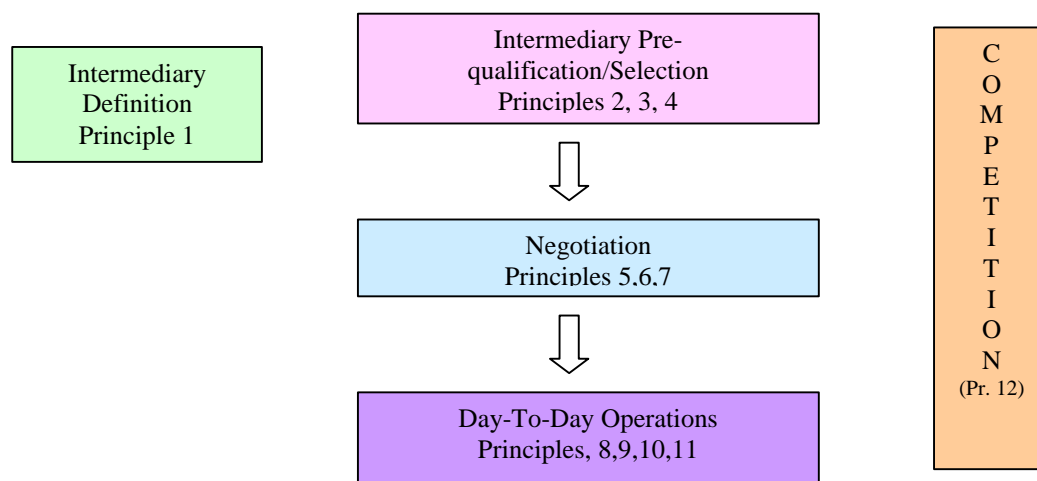 Intermediary
Definition
Principle 1
Intermediary Pre-
qualification/Selection
Principles 2, 3, 4
Negotiation
Principles 5,6,7
Day-To-Day Operations
Principles, 8,9,10,11
C
O
M
P
E
T
I
T
I
O
N
(Pr. 12)